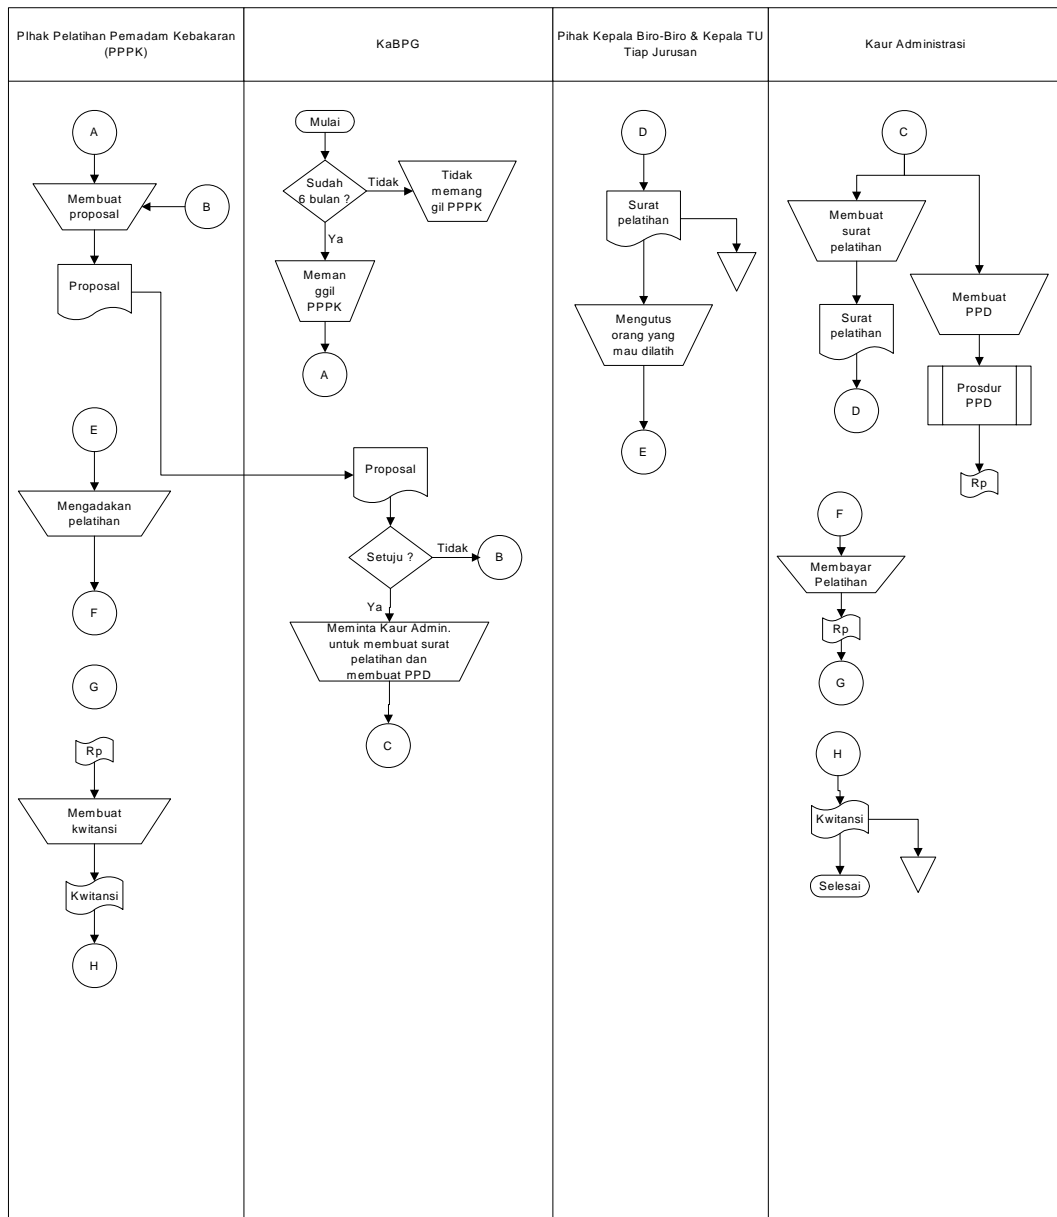 PIhak Pelatihan Pemadam Kebakaran
(PPPK)
KaBPG
Pihak Kepala Biro-Biro & Kepala TU
Tiap Jurusan
Kaur Administrasi
A
Membuat
proposal
B
Proposal
E
Mengadakan
pelatihan
F
G
Rp
Membuat
kwitansi
Kwitansi
H
Mulai
Sudah
6 bulan ?
Tidak
Tidak
memang
gil PPPK
Ya
Meman
ggil
PPPK
A
Proposal
Setuju ?
Tidak
B
Ya
Meminta Kaur Admin.
untuk membuat surat
pelatihan dan
membuat PPD
C
D
Surat
pelatihan
Mengutus
orang yang
mau dilatih
E
C
Membuat
surat
pelatihan
Surat
pelatihan
D
Membuat
PPD
Prosdur
PPD
Rp
F
Membayar
Pelatihan
Rp
G
H
Kwitansi
Selesai